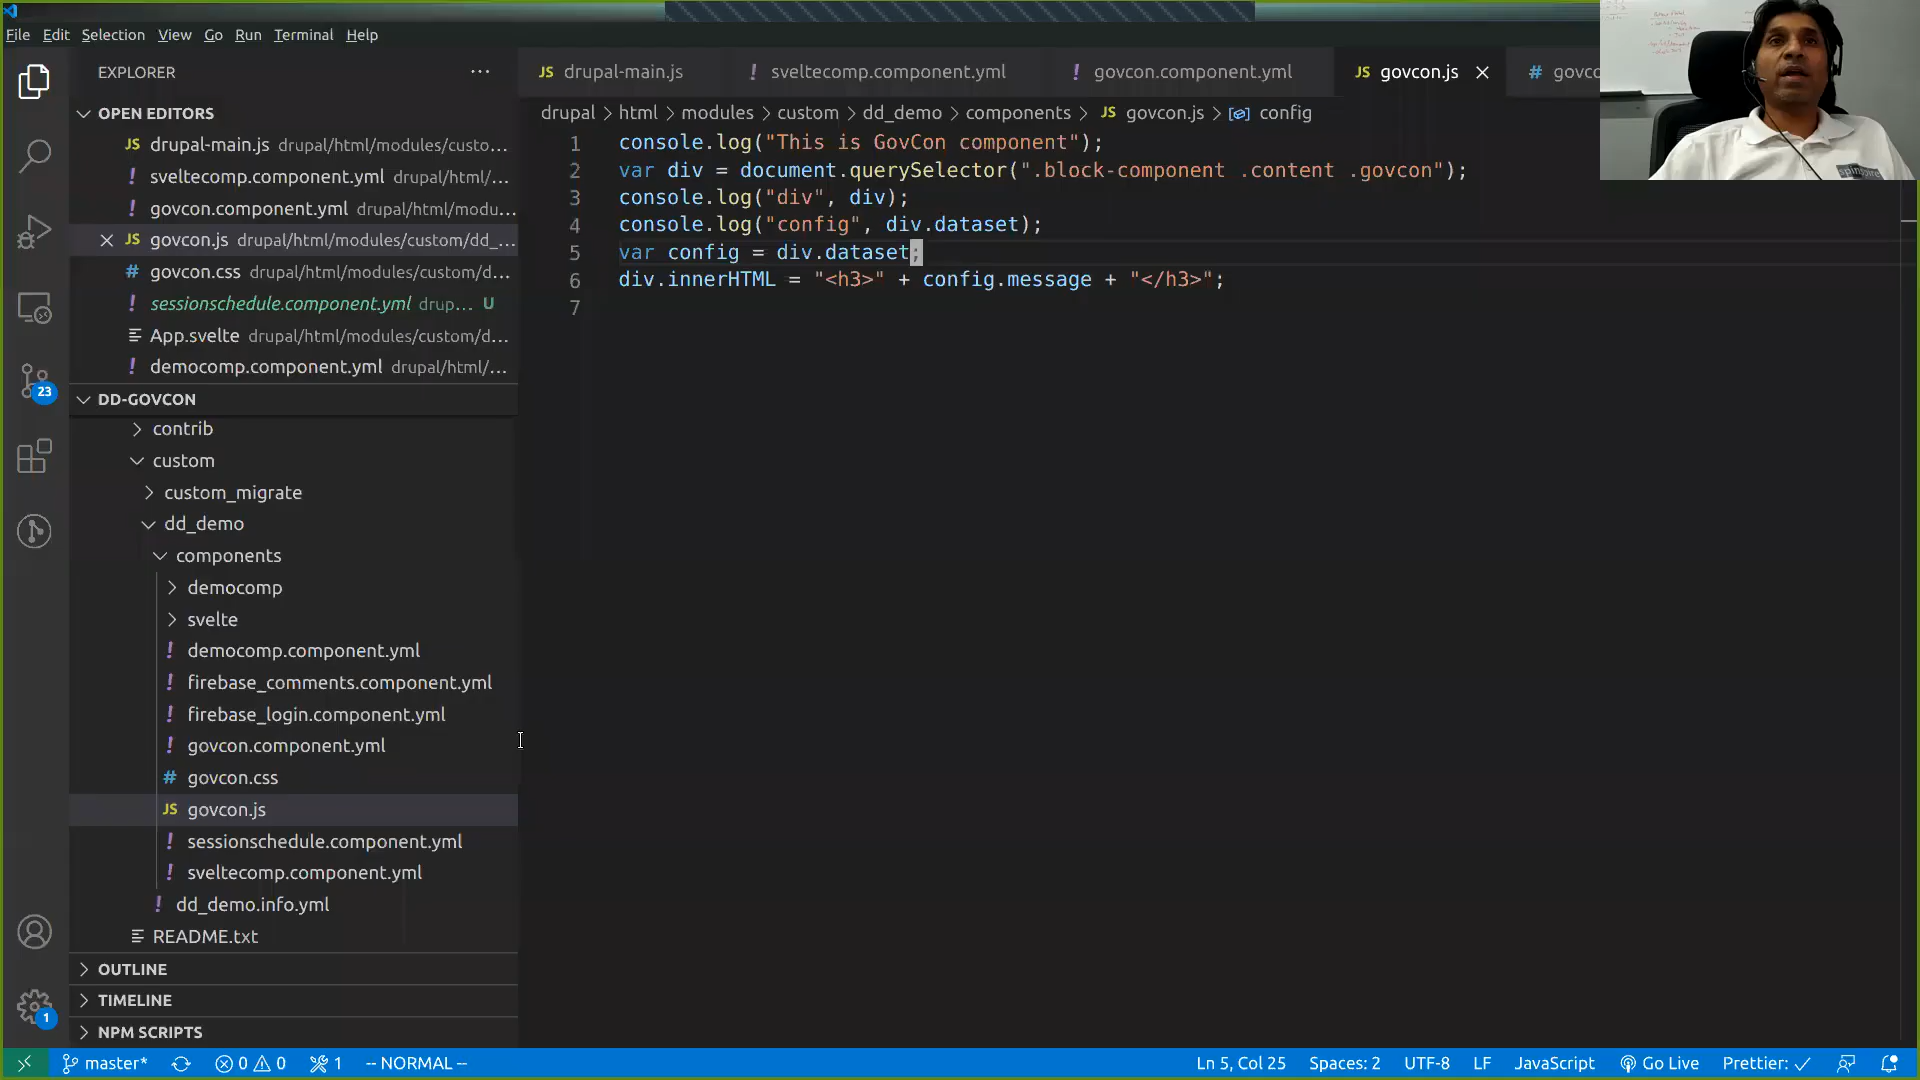 File Edit Selection View Go Run Terminal Help
EXPLORER
OPEN EDITORS
JS drupal-main.js drupal/html/modules/custo...
! sveltecomp.component.yml drupal/html/...
! govcon.component.yml drupal/html/modu...
JS govcon.js drupal/html/modules/custom/dd_...
# govcon.css drupal/html/modules/custom/d...
! sessionschedule.component.yml drup... U
App.svelte drupal/html/modules/custom/d...
! democomp.component.yml drupal/html/...
DD-GOVCON
contrib
custom
custom_migrate
dd_demo
components
democomp
svelte
! democomp.component.yml
! firebase_comments.component.yml
! firebase_login.component.yml
! govcon.component.yml
# govcon.css
JS govcon.js
! sessionschedule.component.yml
! sveltecomp.component.yml
! dd_demo.info.yml
README.txt
OUTLINE
TIMELINE
NPM SCRIPTS
23
1
JS drupal-main.js ! sveltecomp.component.yml ! govcon.component.yml JS govcon.js # govco
drupal > html > modules > custom > dd_demo > components > JS govcon.js > config
1 console.log("This is GovCon component");
2 var div = document.querySelector(".block-component .content .govcon");
3 console.log("div", div);
4 console.log("config", div.dataset);
5 var config = div.dataset;
6 div.innerHTML = "<h3>" + config.message + "</h3>";
7
master* 0 0 1 -- NORMAL -- Ln 5, Col 25 Spaces: 2 UTF-8 LF JavaScript Go Live Prettier: ✓